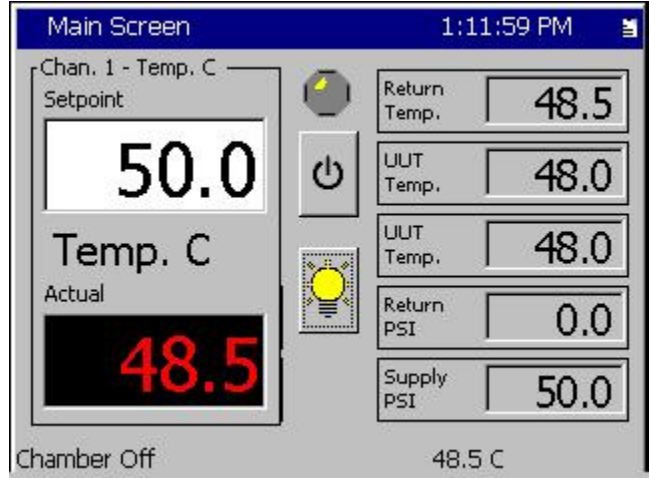 Main Screen 1:11:59 PM
Chan. 1 - Temp. C
Setpoint
50.0
Temp. C
Actual
48.5
Return
Temp.
48.5
UUT
Temp.
48.0
UUT
Temp.
48.0
Return
PSI
0.0
Supply
PSI
50.0
Chamber Off 48.5 C